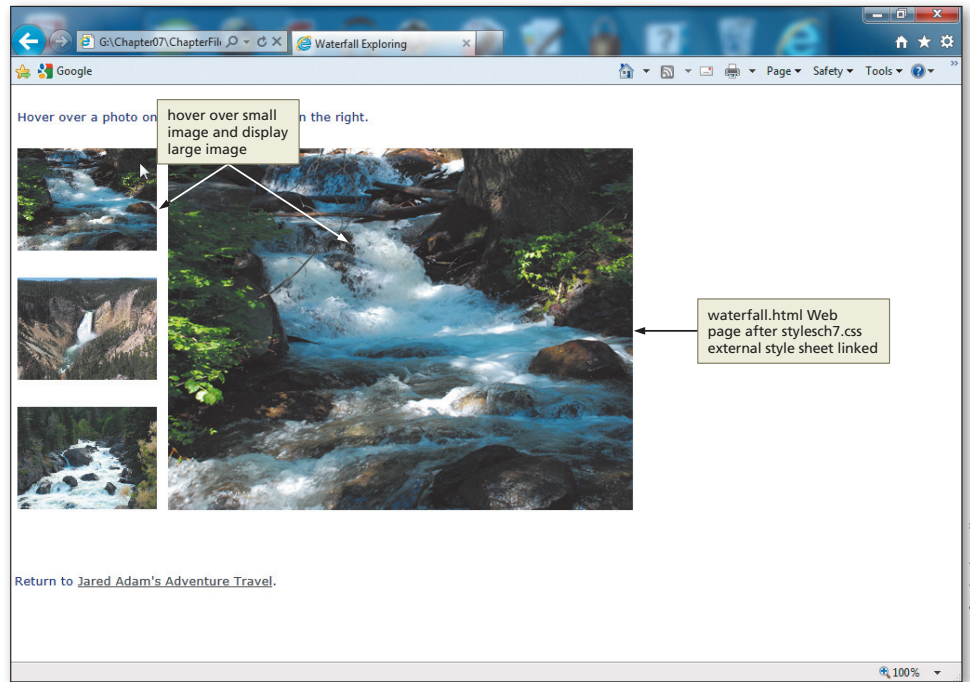 G:\Chapter07\ChapterFil
Waterfall Exploring
Google
Page
Safety
Tools
Hover over a photo on
n the right.
hover over small
image and display
large image
waterfall.html Web
page after stylesch7.css
external style sheet linked
Return to Jared Adam's Adventure Travel.
100%